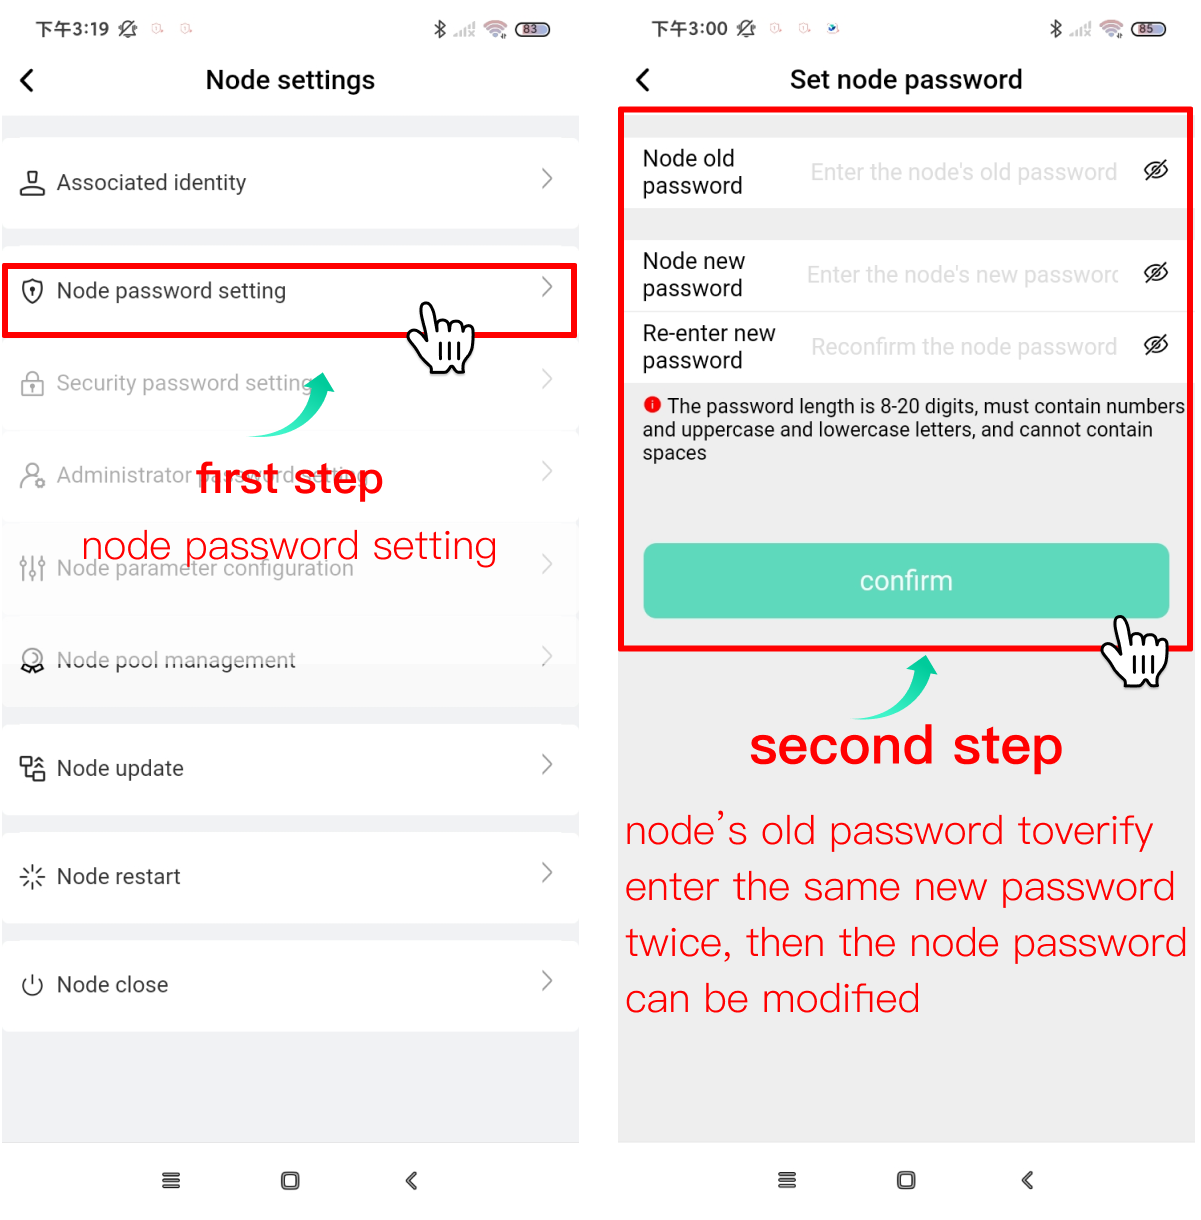 下午3:19
83
Node settings
Associated identity
Node password setting
Security password setting
Administrator password setting
first step
node password setting
Node parameter configuration
Node pool management
Node update
Node restart
Node close
下午3:00
85
Set node password
Node old
password
Enter the node's old password
Node new
password
Enter the node's new password
Re-enter new
password
Reconfirm the node password
The password length is 8-20 digits, must contain numbers
and uppercase and lowercase letters, and cannot contain
spaces
confirm
second step
node's old password toverify
enter the same new password
twice, then the node password
can be modified